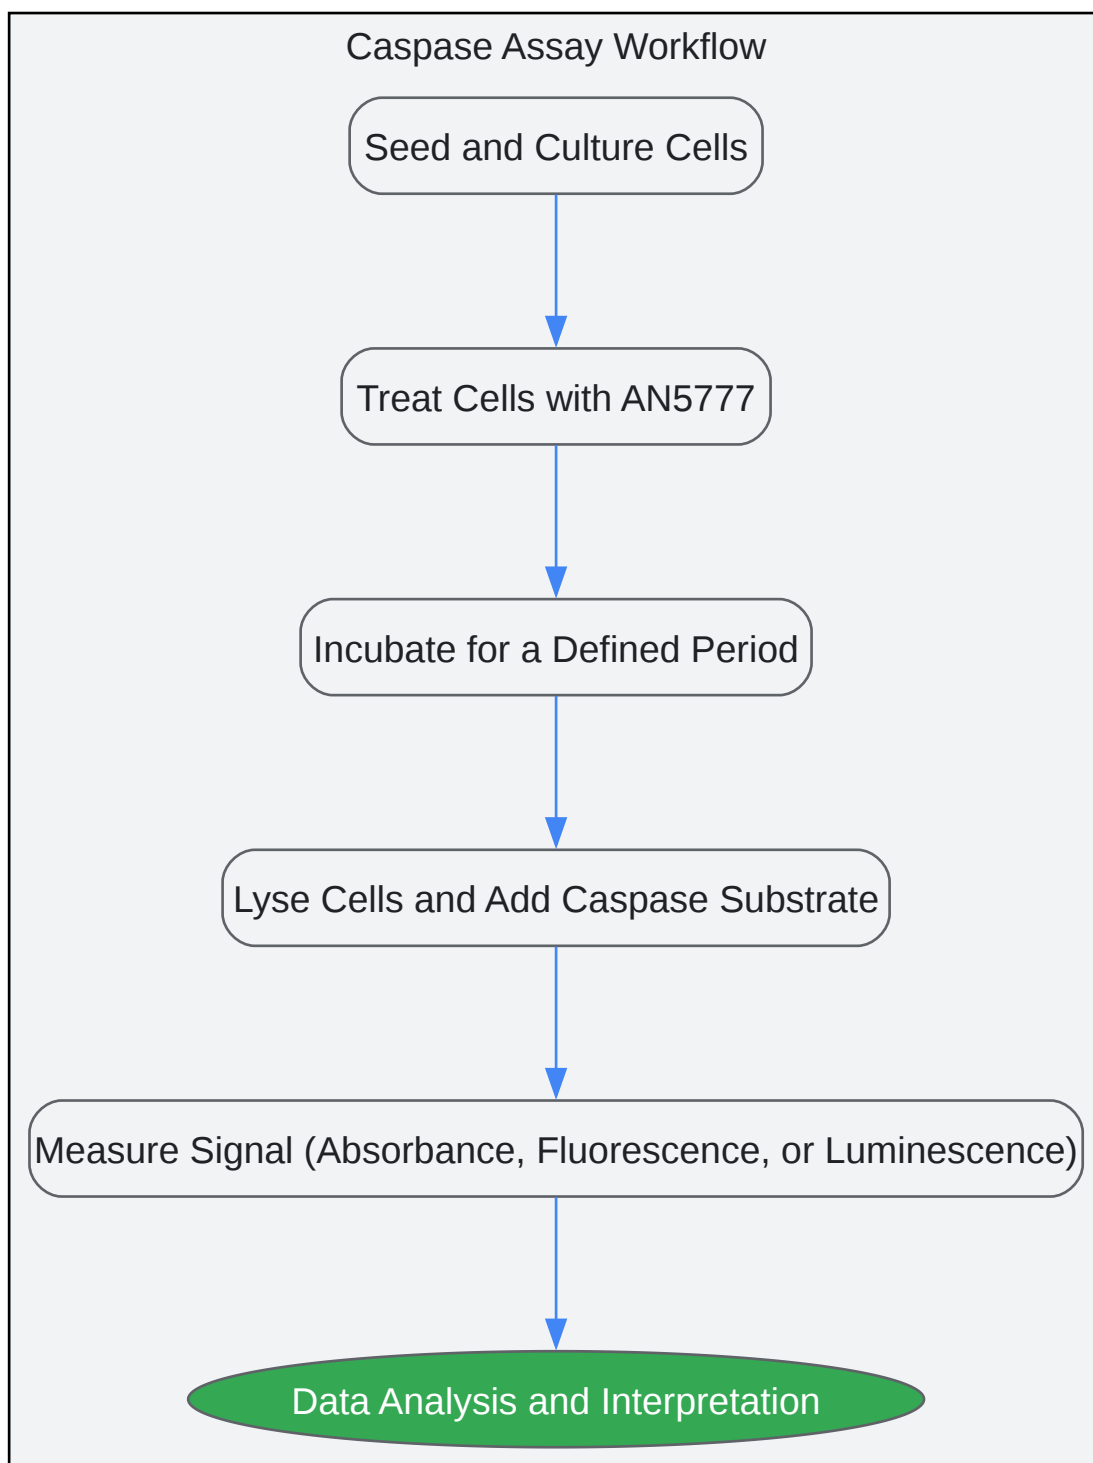 Caspase Assay Workflow
Seed and Culture Cells
Treat Cells with AN5777
Incubate for a Defined Period
Lyse Cells and Add Caspase Substrate
Measure Signal (Absorbance, Fluorescence, or Luminescence)
Data Analysis and Interpretation